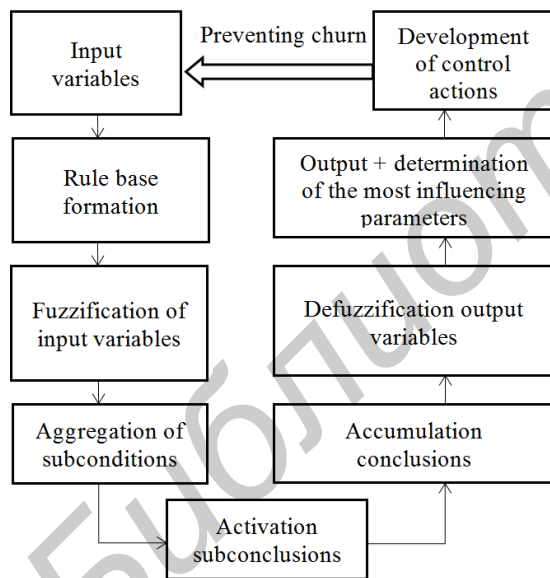 Input
variables
Preventing churn
Development
of control
actions
Rule base
formation
Output + determination
of the most influencing
parameters
Fuzzification of
input variables
Defuzzification output
variables
Aggregation of
subconditions
Accumulation
conclusions
Activation
subconclusions
Библиот